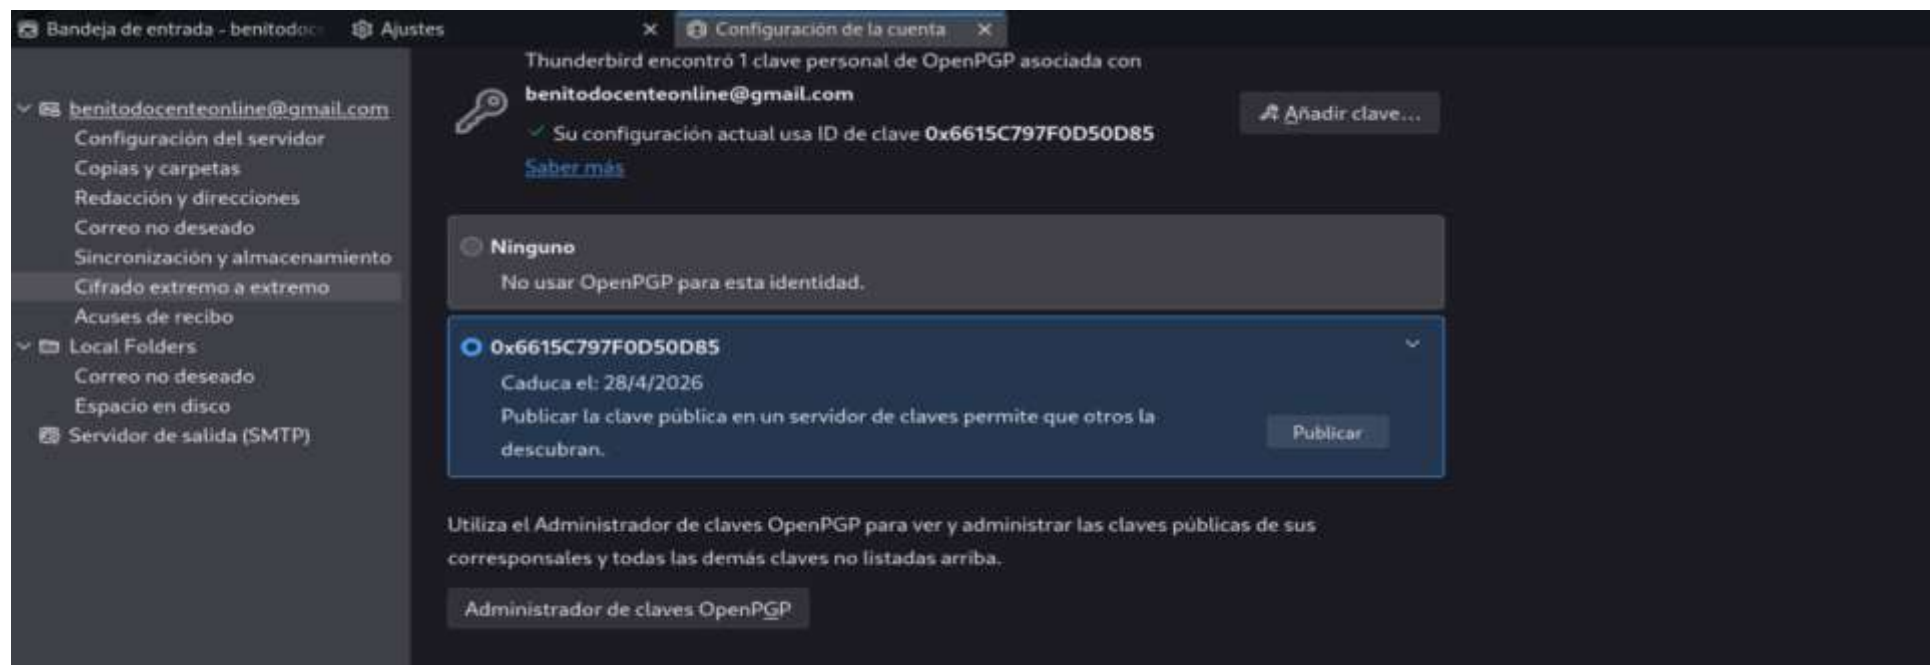 Bandeja de entrada - benitodoc
Ajustes
Configuración de la cuenta
benitodocenteonline@gmail.com
Configuración del servidor
Copias y carpetas
Redacción y direcciones
Correo no deseado
Sincronización y almacenamiento
Cifrado extremo a extremo
Acuses de recibo
Local Folders
Correo no deseado
Espacio en disco
Servidor de salida (SMTP)
Thunderbird encontró 1 clave personal de OpenPGP asociada con
benitodocenteonline@gmail.com
Su configuración actual usa ID de clave 0x6615C797F0D50D85
Saber más
Añadir clave...
Ninguno
No usar OpenPGP para esta identidad.
0x6615C797F0D50D85
Caduca el: 28/4/2026
Publicar la clave pública en un servidor de claves permite que otros la
descubran.
Publicar
Utiliza el Administrador de claves OpenPGP para ver y administrar las claves públicas de sus
corresponsales y todas las demás claves no listadas arriba.
Administrador de claves OpenPGP